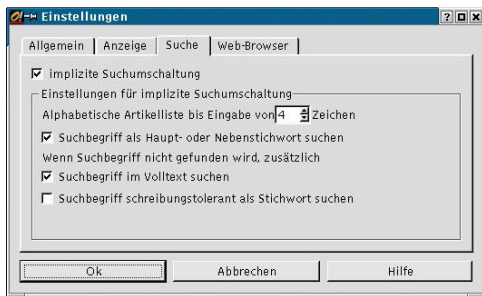 Einstellungen
Allgemein Anzeige Suche Web-Browser
implizite Suchumschaltung
Einstellungen für implizite Suchumschaltung
Alphabetische Artikelliste bis Eingabe von 4 Zeichen
Suchbegriff als Haupt- oder Nebenstichwort suchen
Wenn Suchbegriff nicht gefunden wird, zusätzlich
Suchbegriff im Volltext suchen
Suchbegriff schreibungstolerant als Stichwort suchen
Ok Abbrechen Hilfe